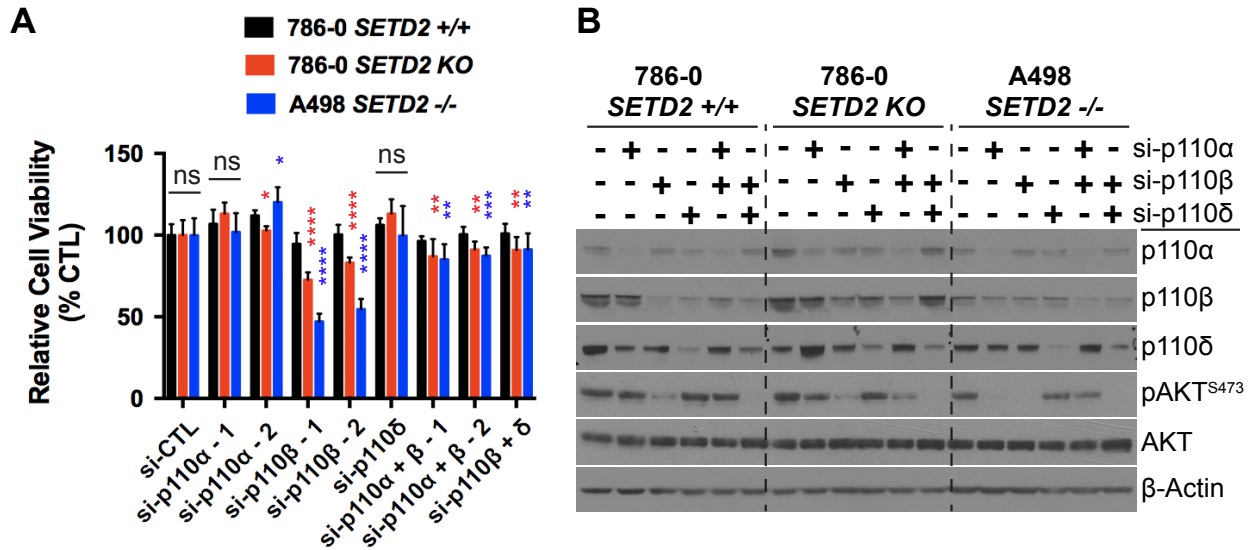 A
786-0 SETD2 +/+
786-0 SETD2 KO
A498 SETD2 -/-
Relative Cell Viability
(% CTL)
150
100
50
0
ns
ns
*
*
****
****
****
****
ns
**
**
**
***
**
**
si-CTL
si-p110α - 1
si-p110α - 2
si-p110β - 1
si-p110β - 2
si-p110δ
si-p110α + β - 1
si-p110α + β - 2
si-p110β + δ
B
786-0
SETD2 +/+
786-0
SETD2 KO
A498
SETD2 -/-
- + - - + - - + - - + - - + - - + - si-p110α
- - + - + + - - + - + + - - + - + + si-p110β
- - - + - + - - - + - + - - - + - + si-p110δ
p110α
p110β
p110δ
pAKTS473
AKT
β-Actin